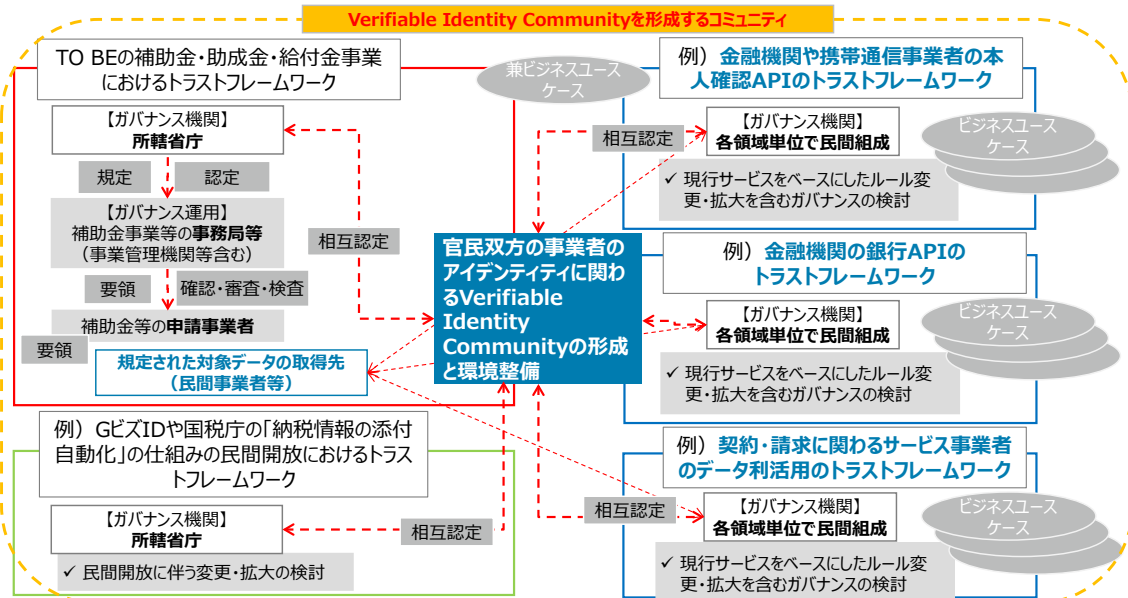 Verifiable Identity Communityを形成するコミュニティ
TO BEの補助金・助成金・給付金事業
におけるトラストフレームワーク
【ガバナンス機関】
所轄省庁
規定
認定
【ガバナンス運用】
補助金事業等の事務局等
（事業管理機関等含む）
要領
確認・審査・検査
補助金等の申請事業者
要領
規定された対象データの取得先
（民間事業者等）
相互認定
兼ビジネスユース
ケース
例）GビズIDや国税庁の「納税情報の添付
自動化」の仕組みの民間開放におけるトラス
トフレームワーク
【ガバナンス機関】
所轄省庁
✓ 民間開放に伴う変更・拡大の検討
相互認定
官民双方の事業者の
アイデンティティに関わ
るVerifiable
Identity
Communityの形成
と環境整備
例）金融機関や携帯通信事業者の本
人確認APIのトラストフレームワーク
相互認定
【ガバナンス機関】
各領域単位で民間組成
✓ 現行サービスをベースにしたルール変
更・拡大を含むガバナンスの検討
ビジネスユース
ケース
例）金融機関の銀行APIの
トラストフレームワーク
【ガバナンス機関】
各領域単位で民間組成
✓ 現行サービスをベースにしたルール変
更・拡大を含むガバナンスの検討
ビジネスユース
ケース
例）契約・請求に関わるサービス事業者
のデータ利活用のトラストフレームワーク
相互認定
【ガバナンス機関】
各領域単位で民間組成
✓ 現行サービスをベースにしたルール変
更・拡大を含むガバナンスの検討
ビジネスユース
ケース